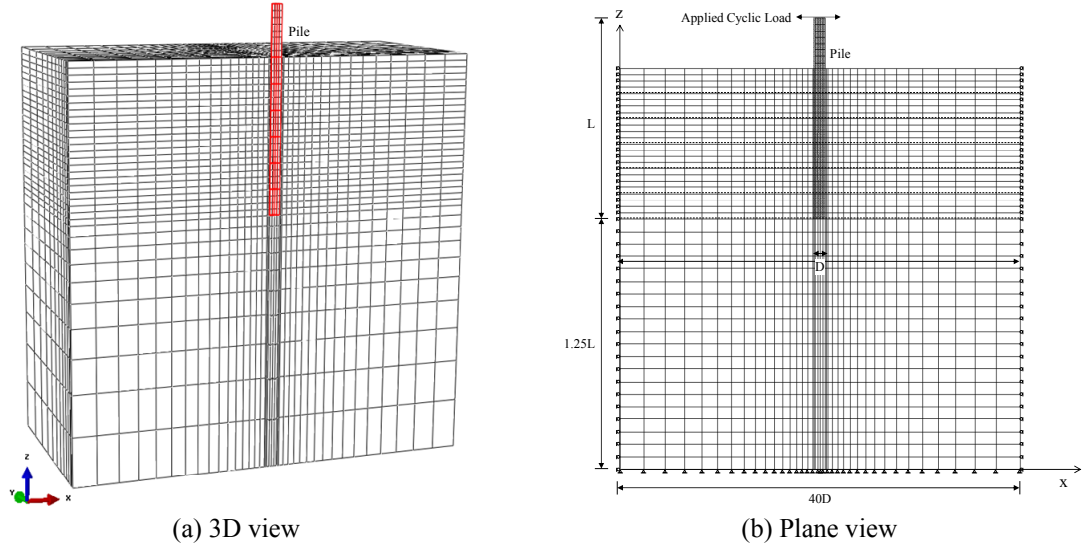 Pile
Z
Y
X
(a) 3D view
Applied Cyclic Load
Z
Pile
L
D
1.25L
X
40D
(b) Plane view